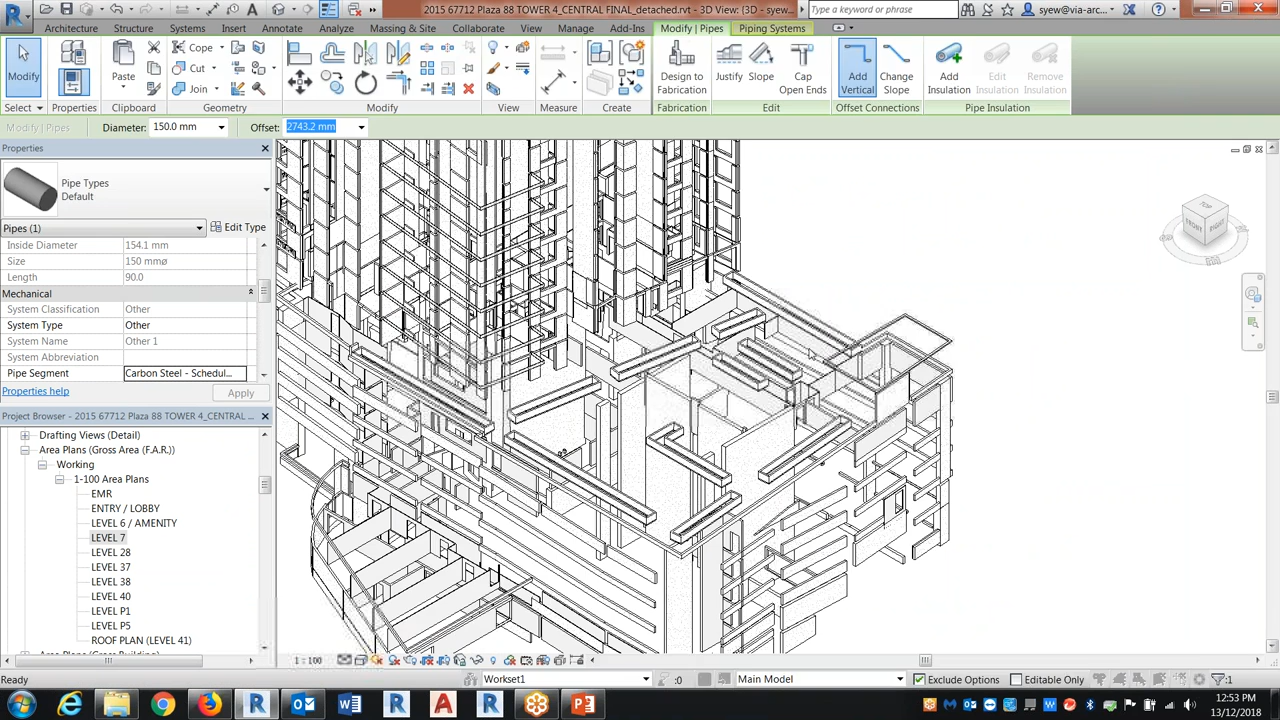 2015 67712 Plaza 88 TOWER 4_CENTRAL FINAL_detached.rvt - 3D View: (3D - syew...
Type a keyword or phrase
syew@via-arc...
Architecture Structure Systems Insert Annotate Analyze Massing & Site Collaborate View Manage Add-Ins Modify | Pipes Piping Systems
Modify
Paste
Cope
Cut
Join
Design to Fabrication
Justify
Slope
Cap Open Ends
Add Vertical
Change Slope
Add Insulation
Edit Insulation
Remove Insulation
Select Properties Clipboard Geometry Modify View Measure Create Fabrication Edit Offset Connections Pipe Insulation
Modify | Pipes Diameter: 150.0 mm Offset: 2743.2 mm
Properties
Pipe Types
Default
Pipes (1) Edit Type
Inside Diameter 154.1 mm
Size 150 mmø
Length 90.0
Mechanical
System Classification Other
System Type Other
System Name Other 1
System Abbreviation
Pipe Segment Carbon Steel - Schedul...
Properties help Apply
Project Browser - 2015 67712 Plaza 88 TOWER 4_CENTRAL ...
Drafting Views (Detail)
Area Plans (Gross Area (F.A.R.))
Working
1-100 Area Plans
EMR
ENTRY / LOBBY
LEVEL 6 / AMENITY
LEVEL 7
LEVEL 28
LEVEL 37
LEVEL 38
LEVEL 40
LEVEL P1
LEVEL P5
ROOF PLAN (LEVEL 41)
TOP
FRONT
RIGHT
1 : 100
Ready Workset1 :0 Main Model Exclude Options Editable Only :1
12:53 PM
13/12/2018